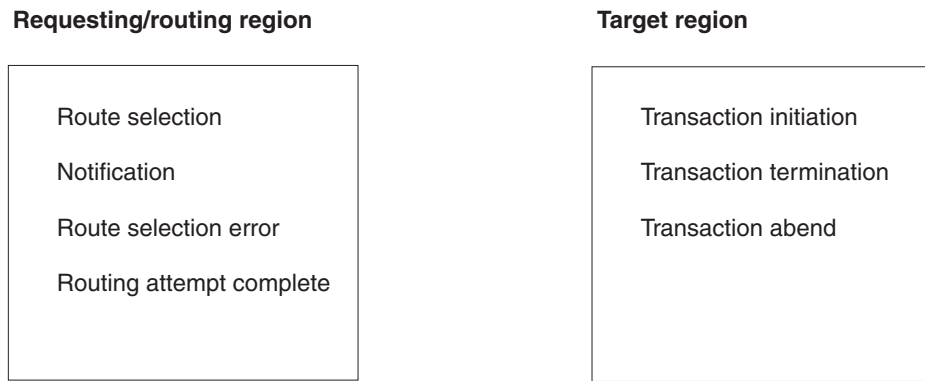 Requesting/routing region
Route selection
Notification
Route selection error
Routing attempt complete
Target region
Transaction initiation
Transaction termination
Transaction abend